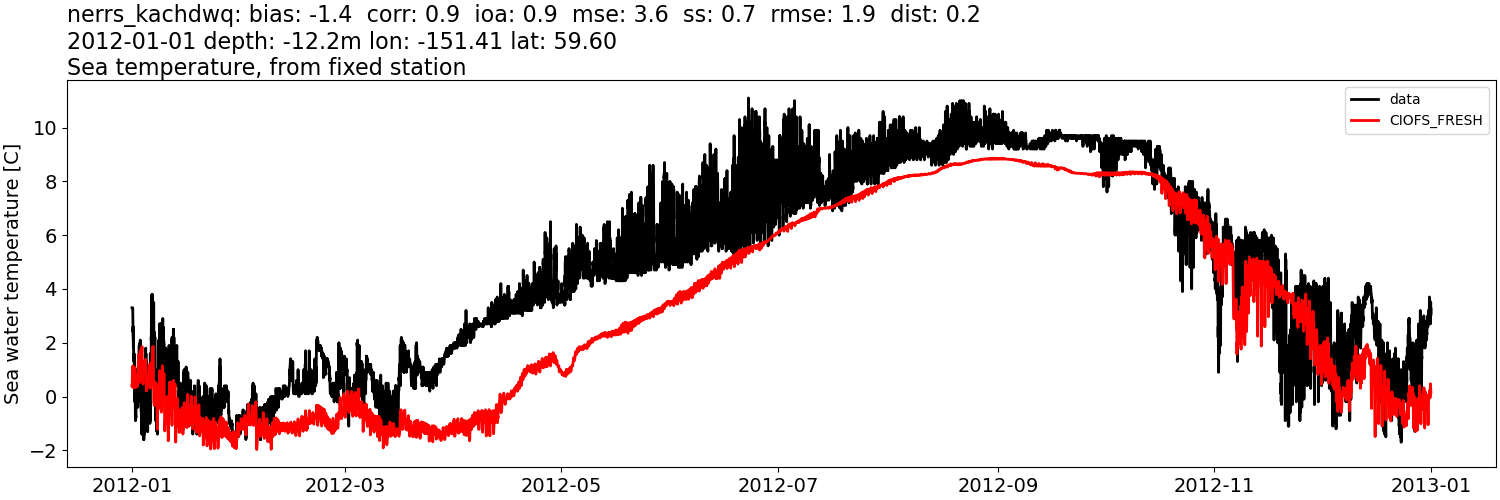 nerrs_kachdwq: bias: -1.4  corr: 0.9  ioa: 0.9  mse: 3.6  ss: 0.7  rmse: 1.9  dist: 0.2
2012-01-01 depth: -12.2m lon: -151.41 lat: 59.60
Sea temperature, from fixed station
data
CIOFS_FRESH
Sea water temperature [C]
10
8
6
4
2
0
−2
2012-01
2012-03
2012-05
2012-07
2012-09
2012-11
2013-01